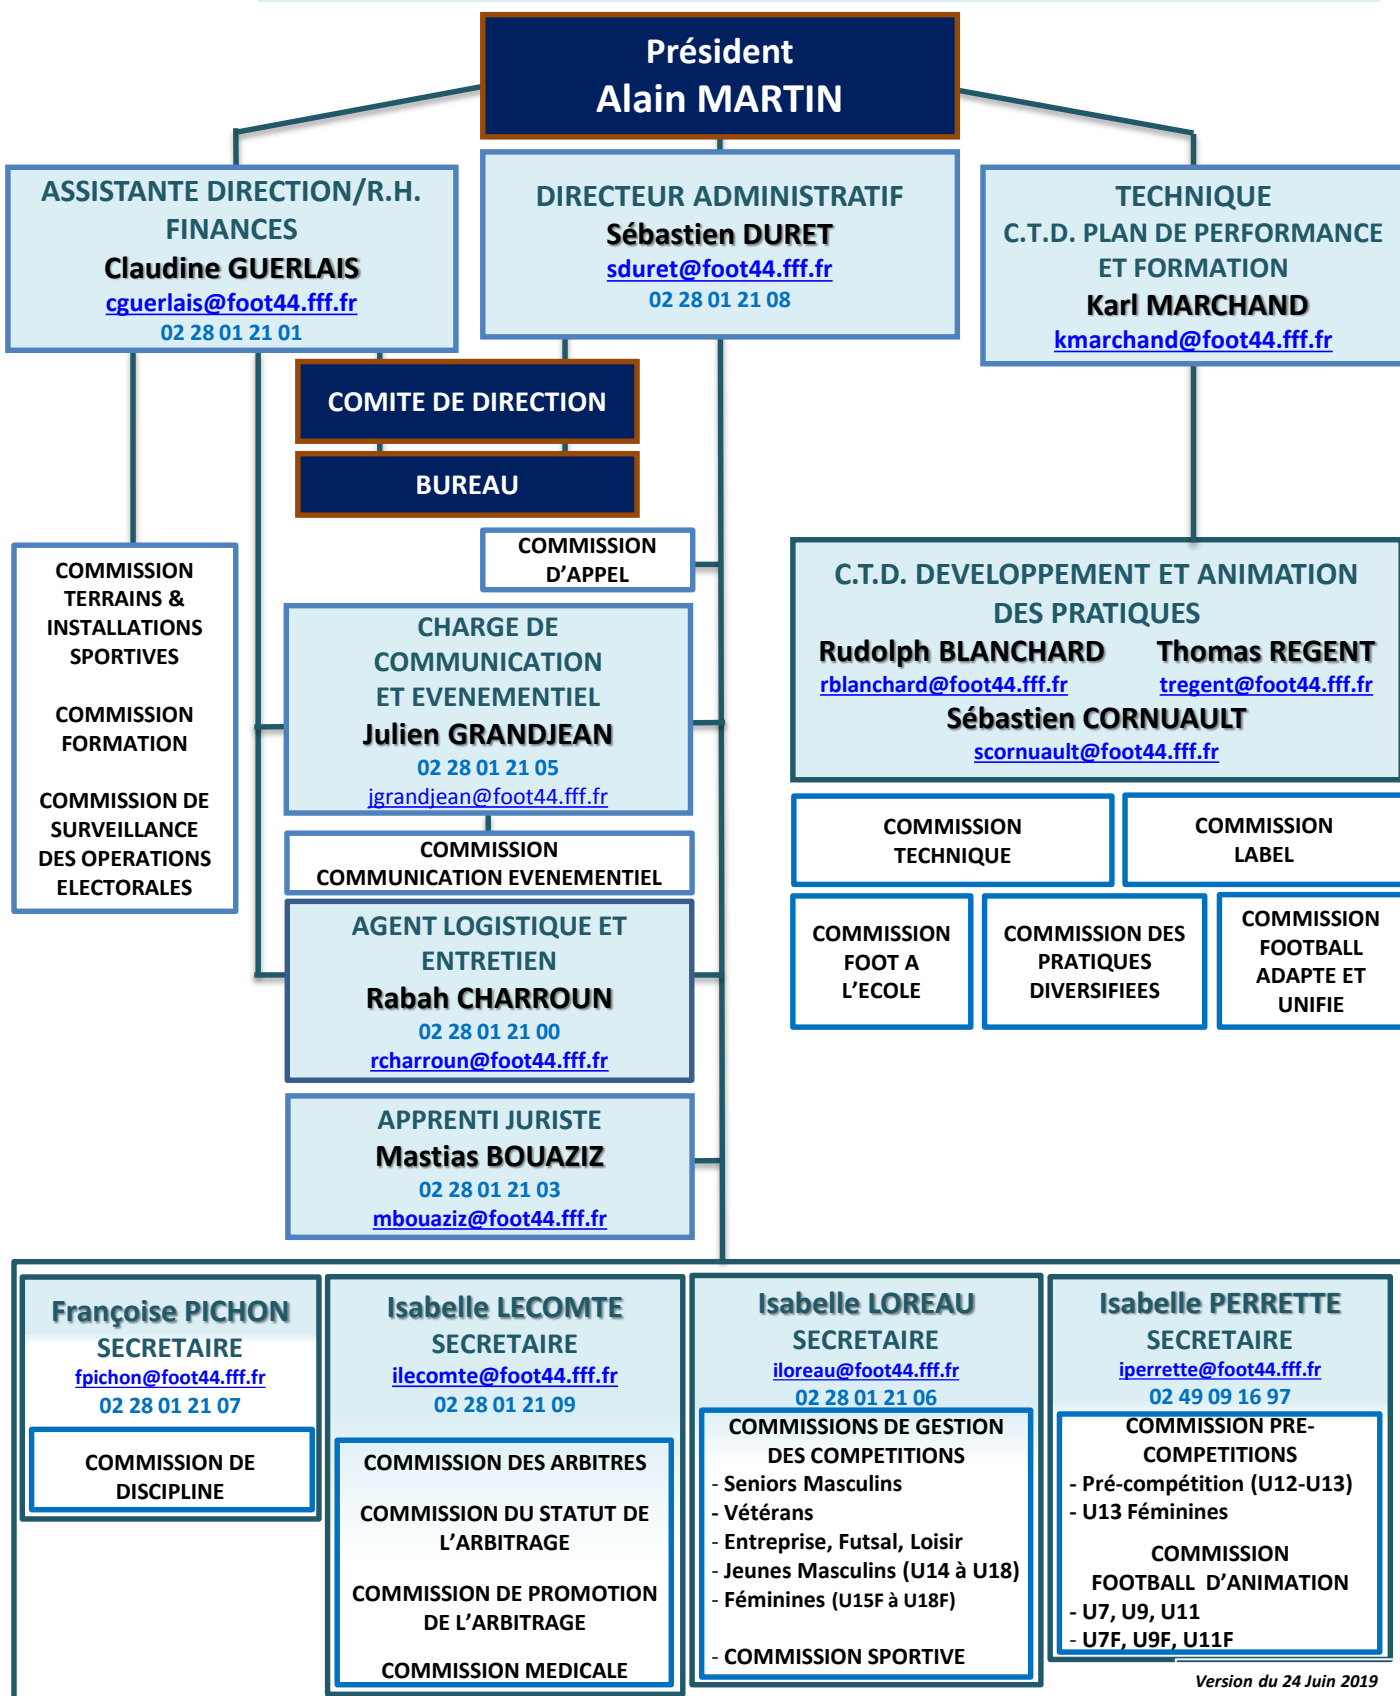 Président
Alain MARTIN
ASSISTANTE DIRECTION/R.H.
FINANCES
Claudine GUERLAIS
cguerlais@foot44.fff.fr
02 28 01 21 01
DIRECTEUR ADMINISTRATIF
Sébastien DURET
sduret@foot44.fff.fr
02 28 01 21 08
TECHNIQUE
C.T.D. PLAN DE PERFORMANCE
ET FORMATION
Karl MARCHAND
kmarchand@foot44.fff.fr
COMITE DE DIRECTION
BUREAU
COMMISSION
D'APPEL
COMMISSION
TERRAINS &
INSTALLATIONS
SPORTIVES
COMMISSION
FORMATION
COMMISSION DE
SURVEILLANCE
DES OPERATIONS
ELECTORALES
CHARGE DE
COMMUNICATION
ET EVENEMENTIEL
Julien GRANDJEAN
02 28 01 21 05
jgrandjean@foot44.fff.fr
COMMISSION
COMMUNICATION EVENEMENTIEL
AGENT LOGISTIQUE ET
ENTRETIEN
Rabah CHARROUN
02 28 01 21 00
rcharroun@foot44.fff.fr
APPRENTI JURISTE
Mastias BOUAZIZ
02 28 01 21 03
mbouaziz@foot44.fff.fr
C.T.D. DEVELOPPEMENT ET ANIMATION
DES PRATIQUES
Rudolph BLANCHARD Thomas REGENT
rblanchard@foot44.fff.fr tregent@foot44.fff.fr
Sébastien CORNUAULT
scornuault@foot44.fff.fr
COMMISSION
TECHNIQUE
COMMISSION
LABEL
COMMISSION
FOOT A
L'ECOLE
COMMISSION DES
PRATIQUES
DIVERSIFIEES
COMMISSION
FOOTBALL
ADAPTE ET
UNIFIE
Françoise PICHON
SECRETAIRE
fpichon@foot44.fff.fr
02 28 01 21 07
COMMISSION DE
DISCIPLINE
Isabelle LECOMTE
SECRETAIRE
ilecomte@foot44.fff.fr
02 28 01 21 09
COMMISSION DES ARBITRES
COMMISSION DU STATUT DE
L'ARBITRAGE
COMMISSION DE PROMOTION
DE L'ARBITRAGE
COMMISSION MEDICALE
Isabelle LOREAU
SECRETAIRE
iloreau@foot44.fff.fr
02 28 01 21 06
COMMISSIONS DE GESTION
DES COMPETITIONS
- Seniors Masculins
- Vétérans
- Entreprise, Futsal, Loisir
- Jeunes Masculins (U14 à U18)
- Féminines (U15F à U18F)
- COMMISSION SPORTIVE
Isabelle PERRETTE
SECRETAIRE
iperrette@foot44.fff.fr
02 49 09 16 97
COMMISSION PRE-
COMPETITIONS
- Pré-compétition (U12-U13)
- U13 Féminines
COMMISSION
FOOTBALL D'ANIMATION
- U7, U9, U11
- U7F, U9F, U11F
Version du 24 Juin 2019